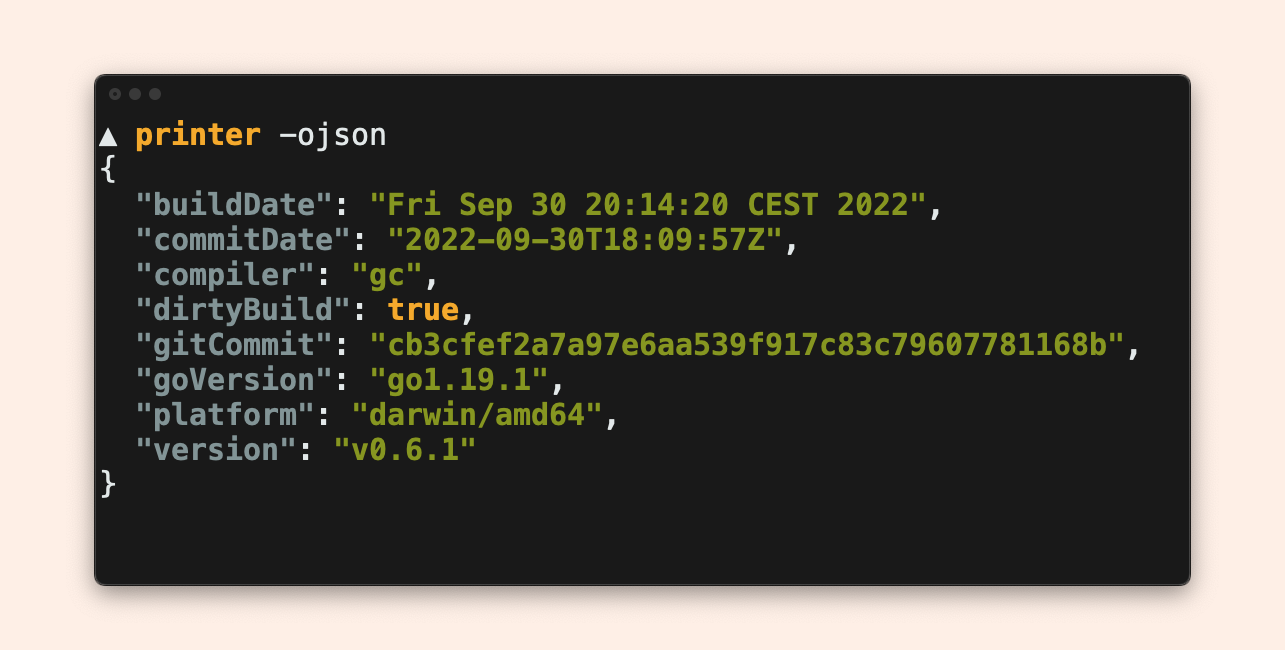 ▲ printer -ojson
{
  "buildDate": "Fri Sep 30 20:14:20 CEST 2022",
  "commitDate": "2022-09-30T18:09:57Z",
  "compiler": "gc",
  "dirtyBuild": true,
  "gitCommit": "cb3cfef2a7a97e6aa539f917c83c79607781168b",
  "goVersion": "go1.19.1",
  "platform": "darwin/amd64",
  "version": "v0.6.1"
}